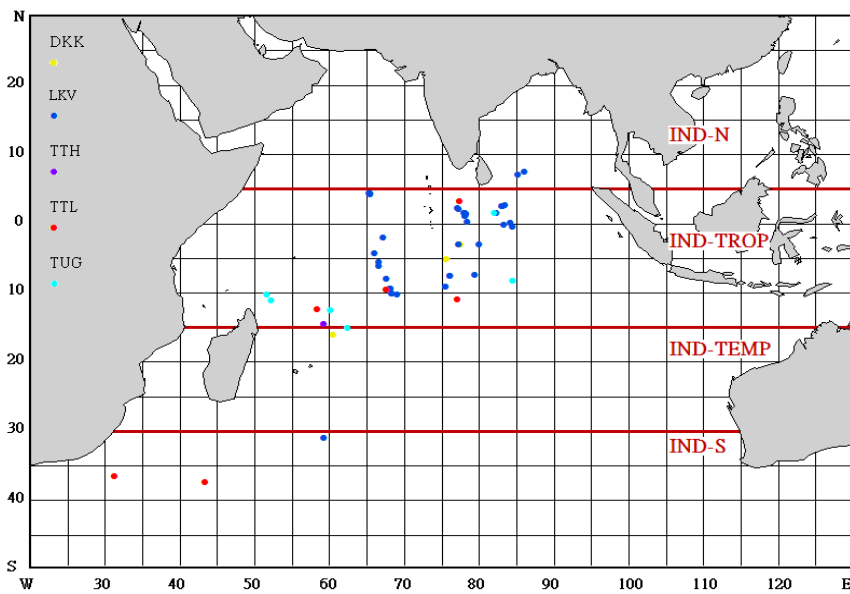 N
DKK
20
LKV
IND-N
10
TTH
0
TTL
IND-TROP
TUG
10
IND-TEMP
20
30
IND-S
40
S
W 30 40 50 60 70 80 90 100 110 120 E